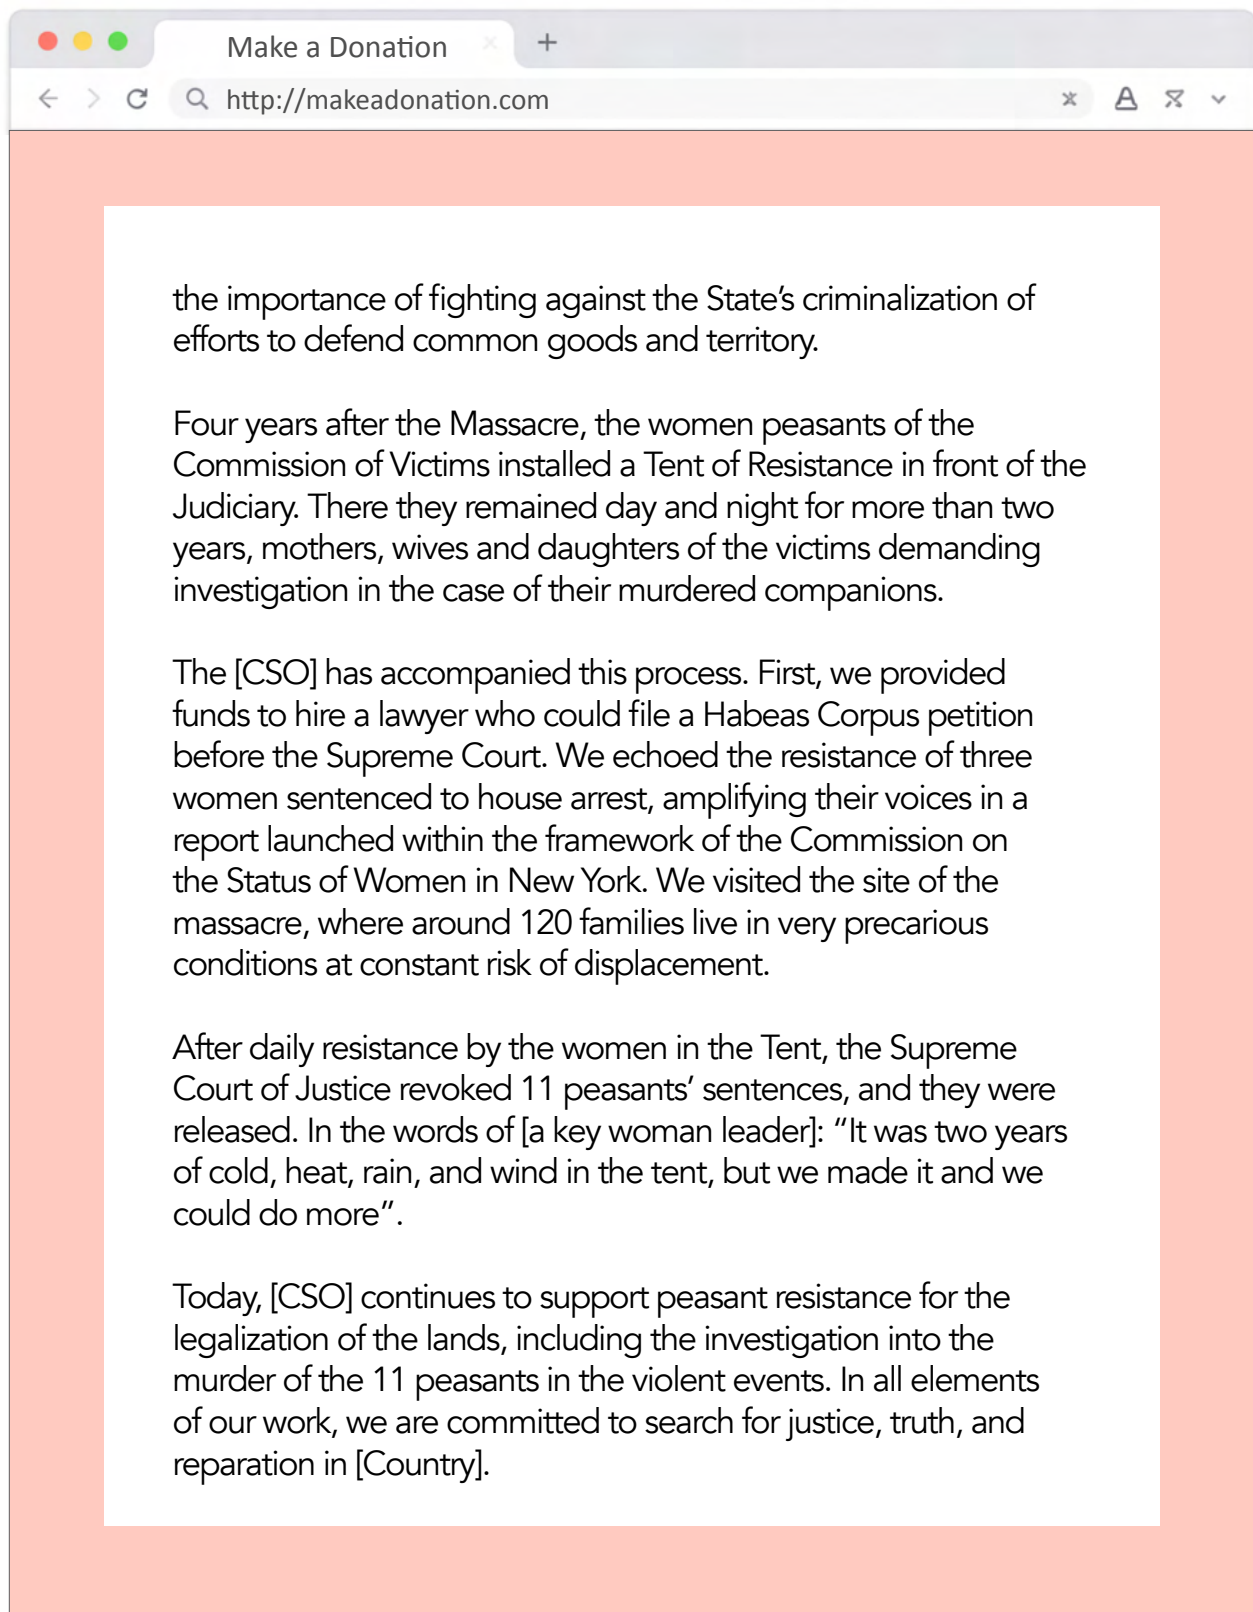 Make a Donation
http://makeadonation.com
the importance of fighting against the State’s criminalization of
efforts to defend common goods and territory.
Four years after the Massacre, the women peasants of the
Commission of Victims installed a Tent of Resistance in front of the
Judiciary. There they remained day and night for more than two
years, mothers, wives and daughters of the victims demanding
investigation in the case of their murdered companions.
The [CSO] has accompanied this process. First, we provided
funds to hire a lawyer who could file a Habeas Corpus petition
before the Supreme Court. We echoed the resistance of three
women sentenced to house arrest, amplifying their voices in a
report launched within the framework of the Commission on
the Status of Women in New York. We visited the site of the
massacre, where around 120 families live in very precarious
conditions at constant risk of displacement.
After daily resistance by the women in the Tent, the Supreme
Court of Justice revoked 11 peasants’ sentences, and they were
released. In the words of [a key woman leader]: “It was two years
of cold, heat, rain, and wind in the tent, but we made it and we
could do more”.
Today, [CSO] continues to support peasant resistance for the
legalization of the lands, including the investigation into the
murder of the 11 peasants in the violent events. In all elements
of our work, we are committed to search for justice, truth, and
reparation in [Country].